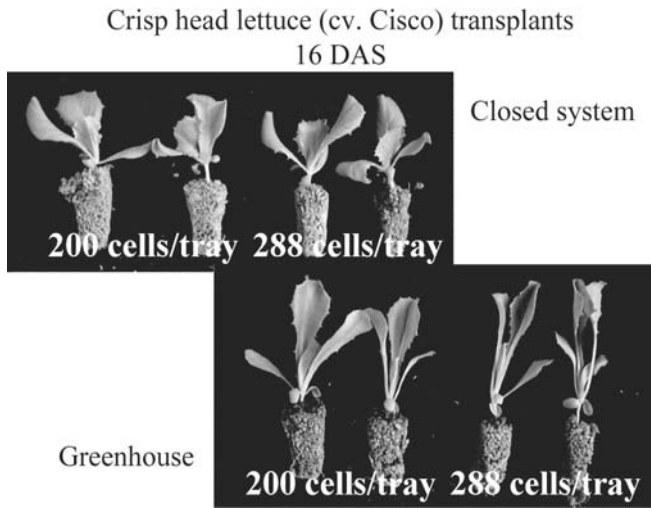 Crisp head lettuce (cv. Cisco) transplants
16 DAS
Closed system
200 cells/tray
288 cells/tray
Greenhouse
200 cells/tray
288 cells/tray